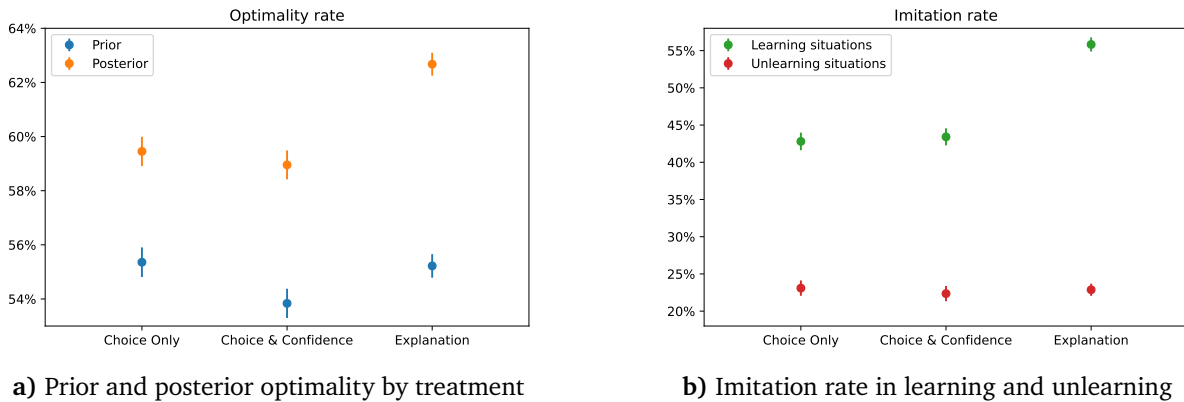 Optimality rate
64%
62%
60%
58%
56%
54%
Prior
Posterior
Choice Only
Choice & Confidence
Explanation
a) Prior and posterior optimality by treatment
Imitation rate
55%
50%
45%
40%
35%
30%
25%
20%
Learning situations
Unlearning situations
Choice Only
Choice & Confidence
Explanation
b) Imitation rate in learning and unlearning